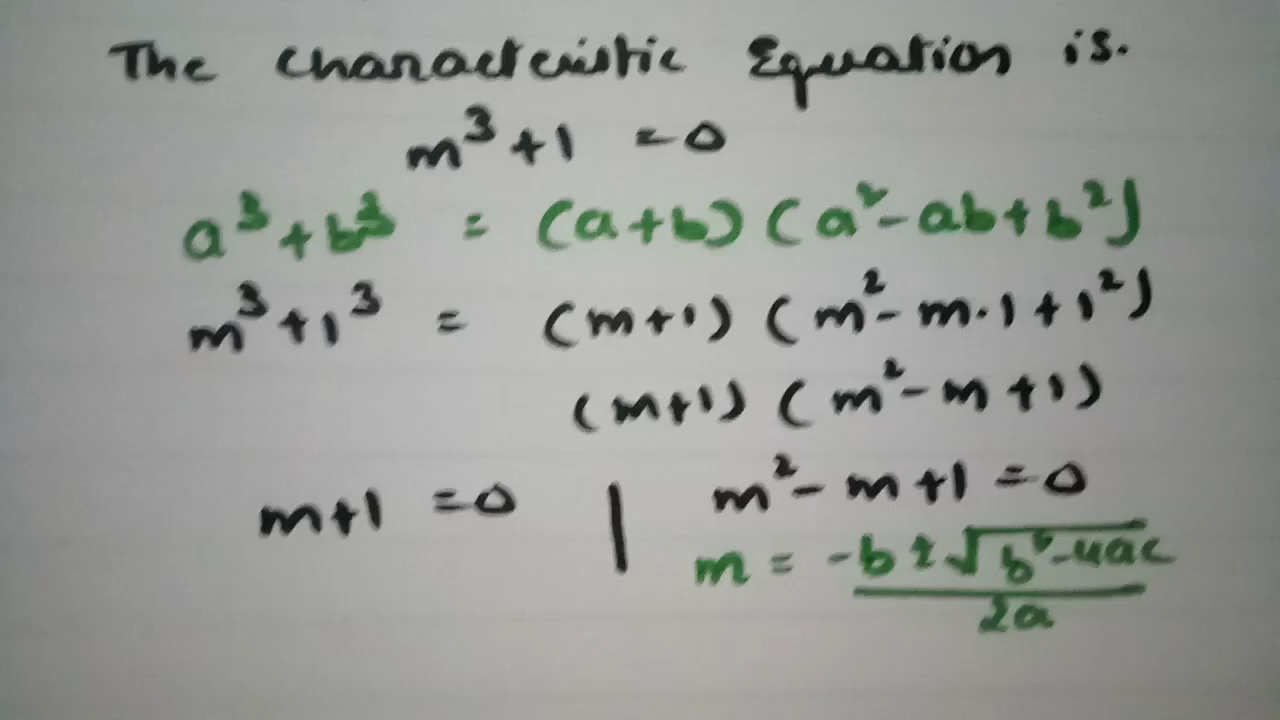 The Characteristic Equation is.
m³ + 1 = 0
a³ + b³ = (a+b) (a² - ab + b²)
m³ + 1³ = (m+1) (m² - m·1 + 1²)
(m+1) (m² - m + 1)
m+1 = 0 | m² - m + 1 = 0
m = -b ± √b² - 4ac
2a